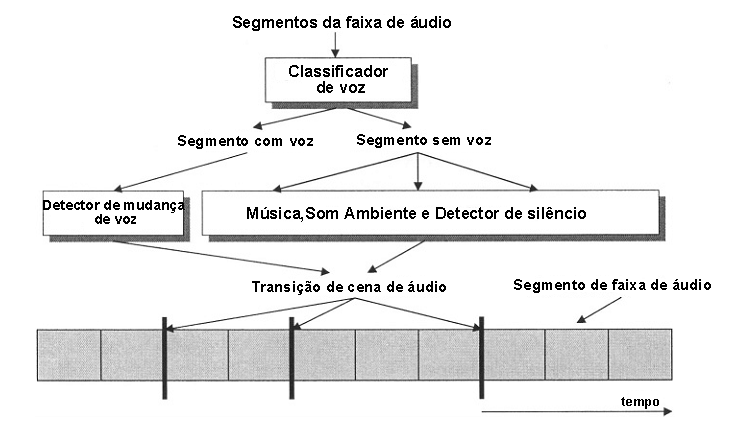 Segmentos da faixa de áudio
Classificador
de voz
Segmento com voz
Segmento sem voz
Detector de mudança
de voz
Música,Som Ambiente e Detector de silêncio
Transição de cena de áudio
Segmento de faixa de áudio
tempo